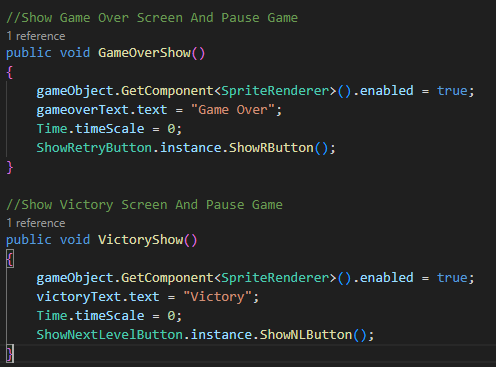 //Show Game Over Screen And Pause Game
1 reference
public void GameOverShow()
{
gameObject.GetComponent<SpriteRenderer>().enabled = true;
gameoverText.text = "Game Over";
Time.timeScale = 0;
ShowRetryButton.instance.ShowRButton();
}
//Show Victory Screen And Pause Game
1 reference
public void VictoryShow()
{
gameObject.GetComponent<SpriteRenderer>().enabled = true;
victoryText.text = "Victory";
Time.timeScale = 0;
ShowNextLevelButton.instance.ShowNLButton();
}